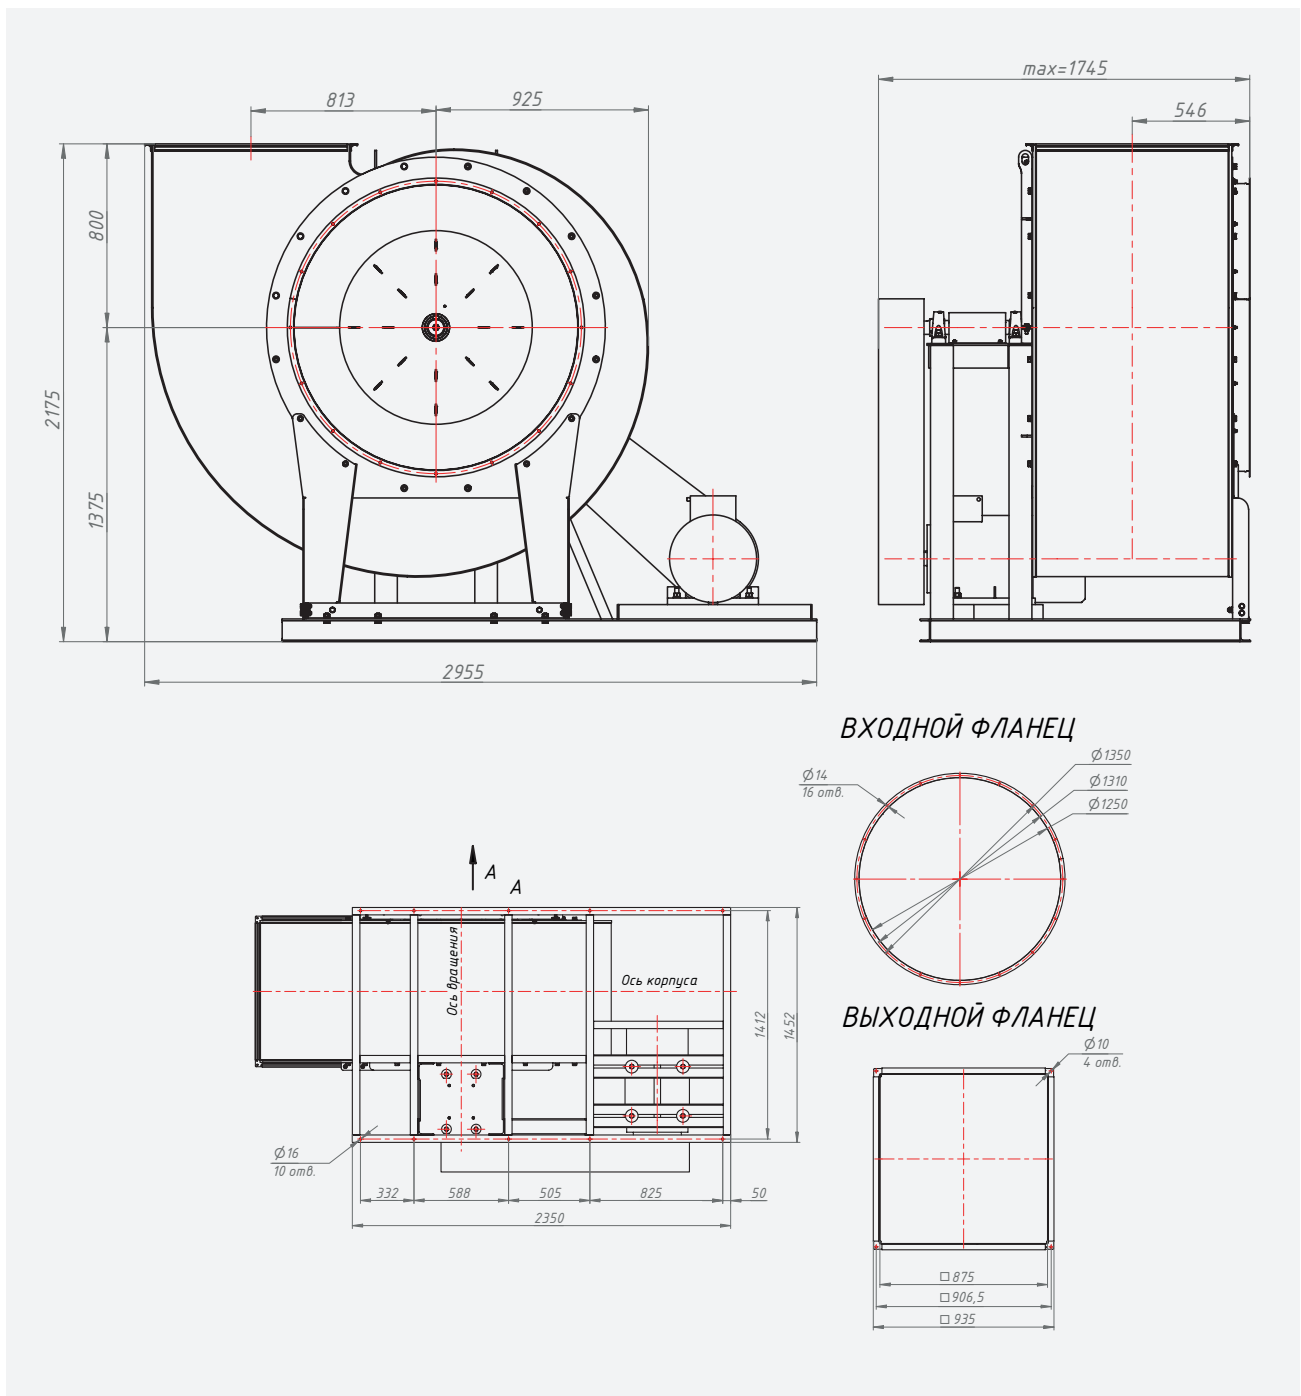 max=1745
813
925
546
800
2175
1375
2955
ВХОДНОЙ ФЛАНЕЦ
Ø1350
Ø14
16 отв.
Ø1310
Ø1250
А
А
Ось вращения
Ось корпуса
1412
1452
ВЫХОДНОЙ ФЛАНЕЦ
Ø10
4 отв.
Ø16
10 отв.
332
588
505
825
50
2350
□ 875
□ 906,5
□ 935